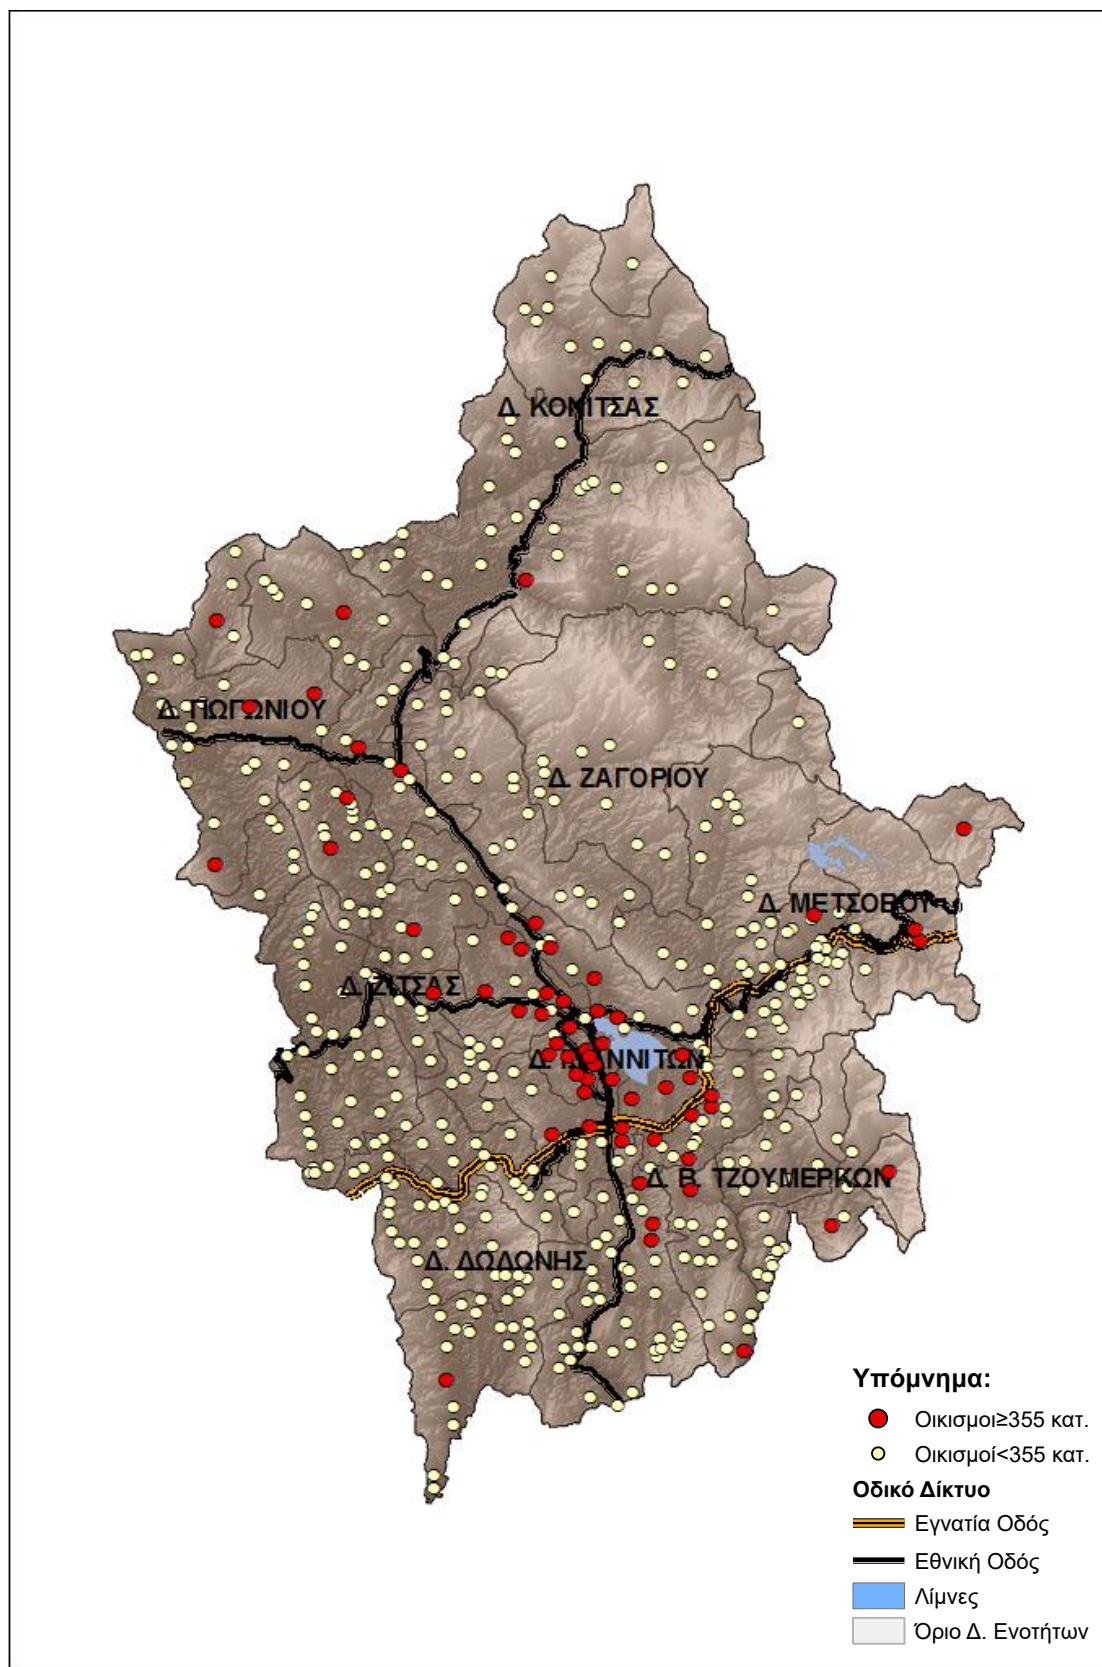 Δ. ΚΟΝΙΤΣΑΣ
Δ. ΠΩΓΩΝΙΟΥ
Δ. ΖΑΓΟΡΙΟΥ
Δ. ΜΕΤΣΟΒΟΥ
Δ. ΖΙΤΣΑΣ
Δ. ΙΩΑΝΝΙΤΩΝ
Δ. Β. ΤΖΟΥΜΕΡΚΩΝ
Δ. ΔΩΔΩΝΗΣ
Υπόμνημα:
Οικισμοι≥355 κατ.
Οικισμοί<355 κατ.
Οδικό Δίκτυο
Εγνατία Οδός
Εθνική Οδός
Λίμνες
Όριο Δ. Ενοτήτων